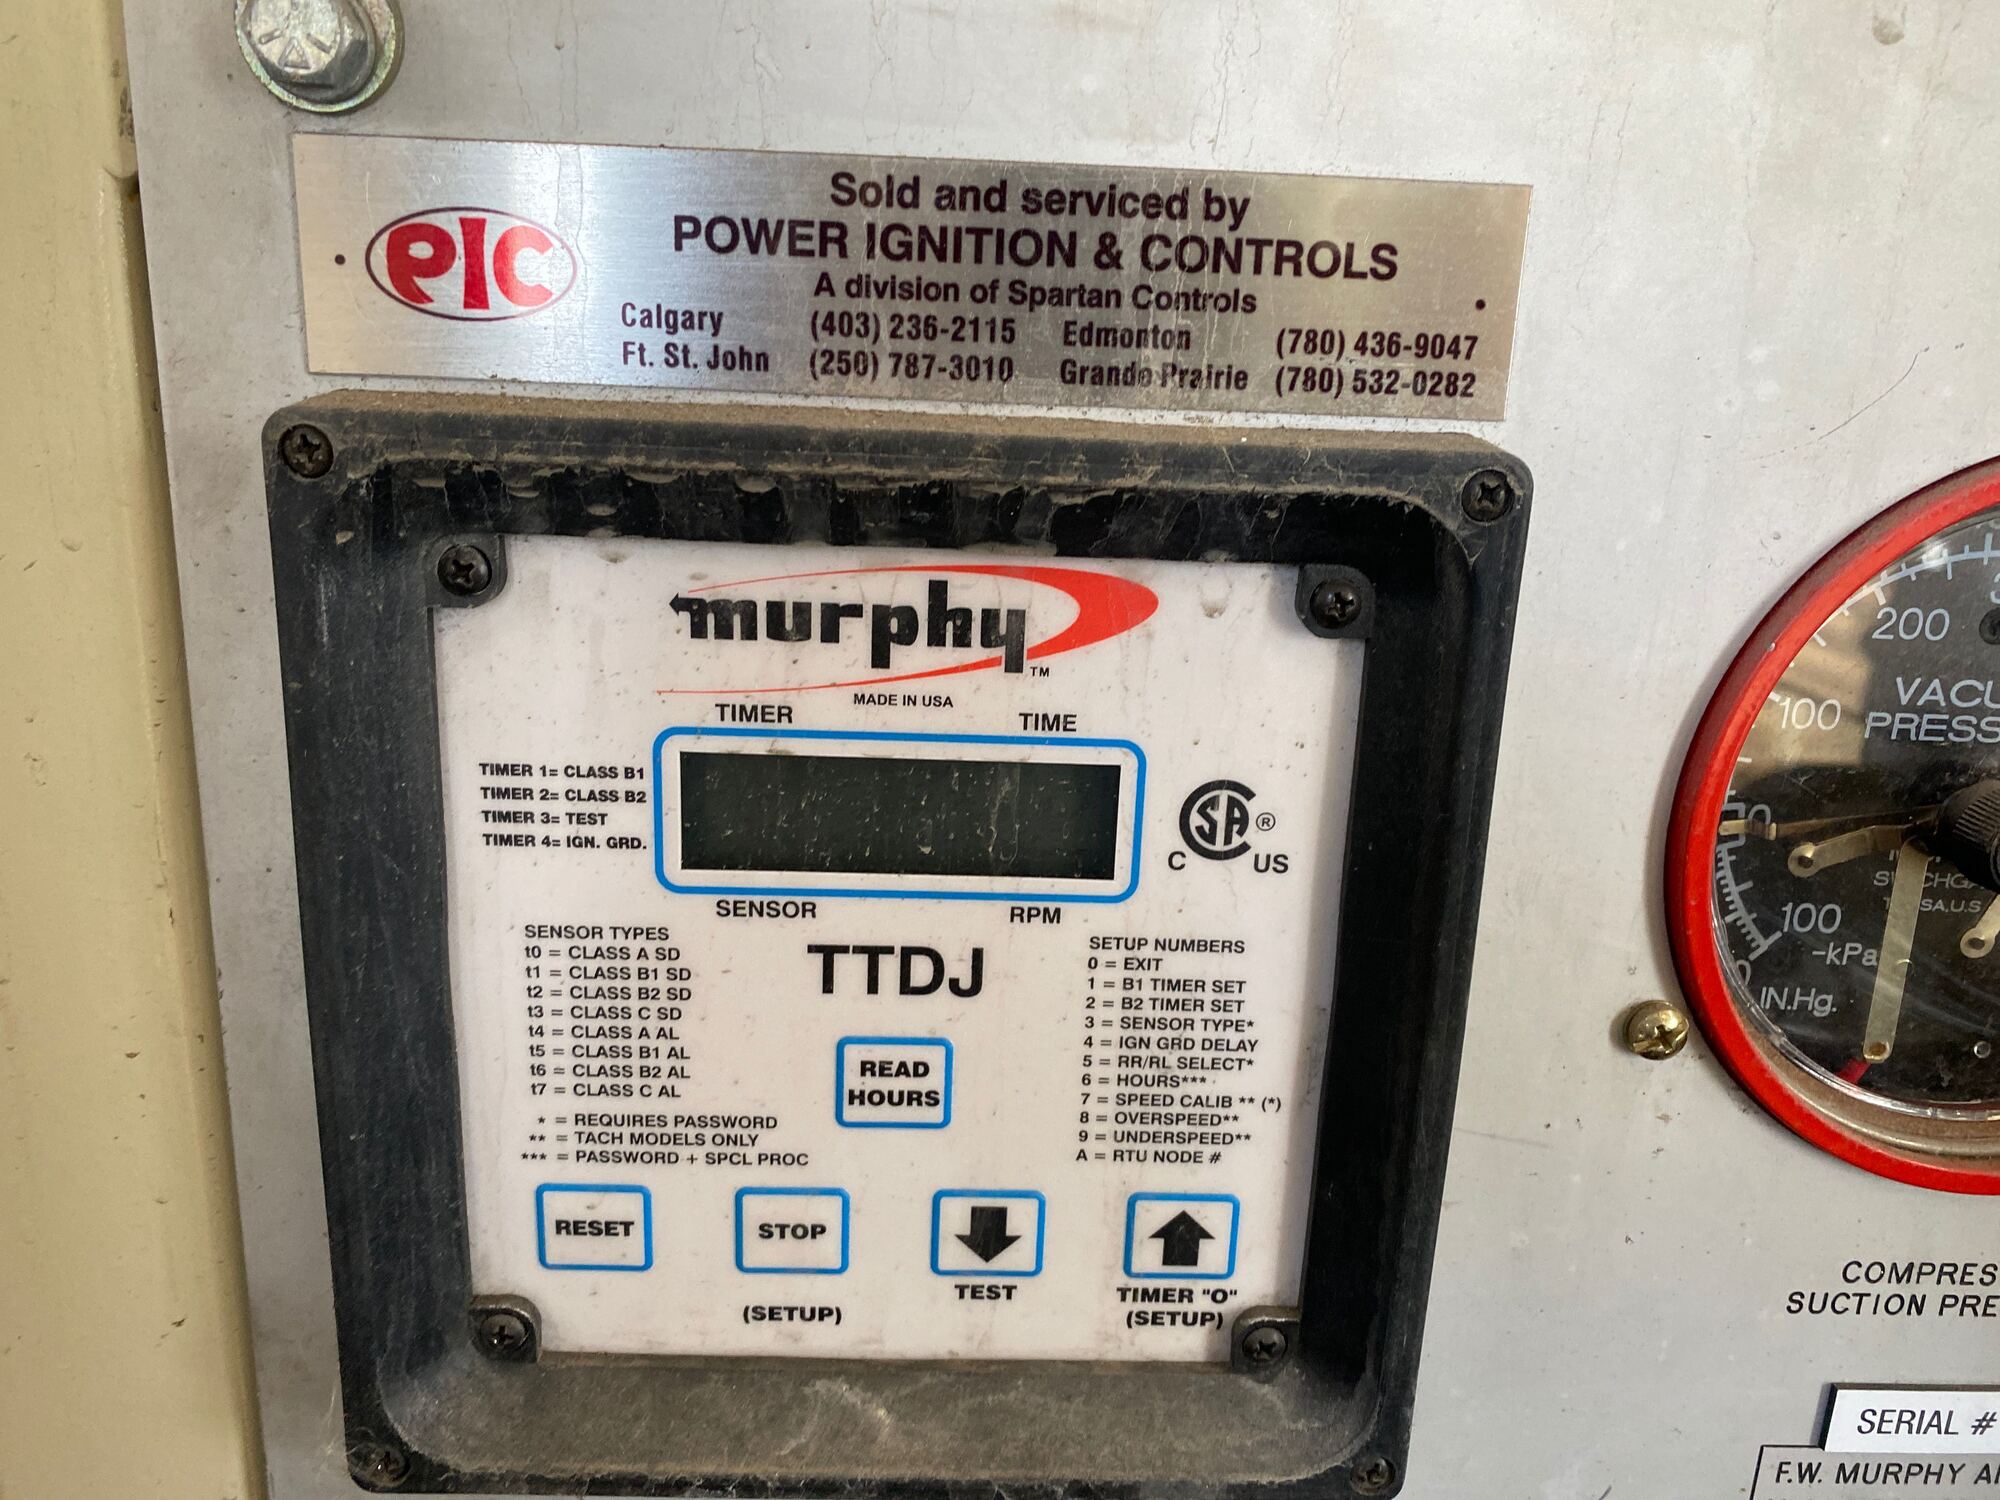 PIC
Sold and serviced by
POWER IGNITION & CONTROLS
A division of Spartan Controls
Calgary (403) 236-2115 Edmonton (780) 436-9047
Ft. St. John (250) 787-3010 Grande Prairie (780) 532-0282
murphy TM
MADE IN USA
TIMER TIME
TIMER 1= CLASS B1
TIMER 2= CLASS B2
TIMER 3= TEST
TIMER 4= IGN. GRD.
CSA ®
C US
SENSOR RPM
SENSOR TYPES
t0 = CLASS A SD
t1 = CLASS B1 SD
t2 = CLASS B2 SD
t3 = CLASS C SD
t4 = CLASS A AL
t5 = CLASS B1 AL
t6 = CLASS B2 AL
t7 = CLASS C AL
* = REQUIRES PASSWORD
** = TACH MODELS ONLY
*** = PASSWORD + SPCL PROC
TTDJ
READ
HOURS
SETUP NUMBERS
0 = EXIT
1 = B1 TIMER SET
2 = B2 TIMER SET
3 = SENSOR TYPE*
4 = IGN GRD DELAY
5 = RR/RL SELECT*
6 = HOURS***
7 = SPEED CALIB ** (*)
8 = OVERSPEED**
9 = UNDERSPEED**
A = RTU NODE #
RESET
STOP
(SETUP)
TEST
TIMER "O"
(SETUP)
200
100
VACU
PRESS
0
100
-kPa
IN.Hg.
COMPRES
SUCTION PRE
SERIAL #
F.W. MURPHY